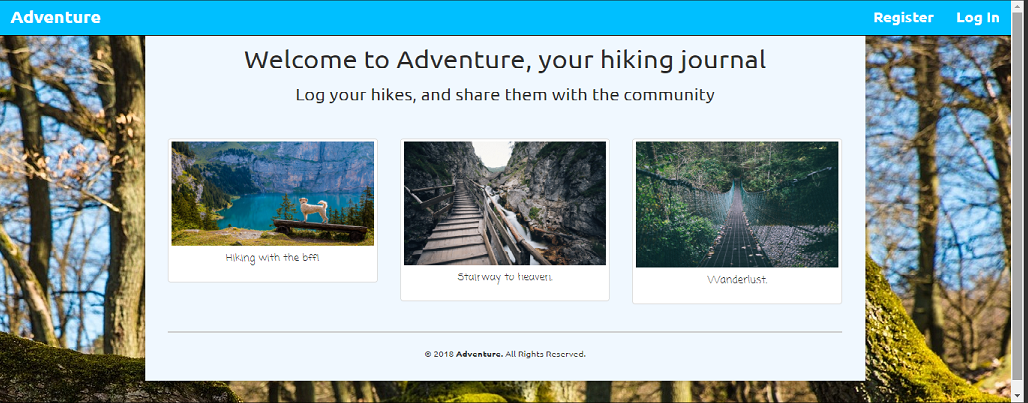 Adventure Register Log In
Welcome to Adventure, your hiking journal
Log your hikes, and share them with the community
Hiking with the bff!
Stairway to heaven.
Wanderlust.
© 2018 Adventure. All Rights Reserved.